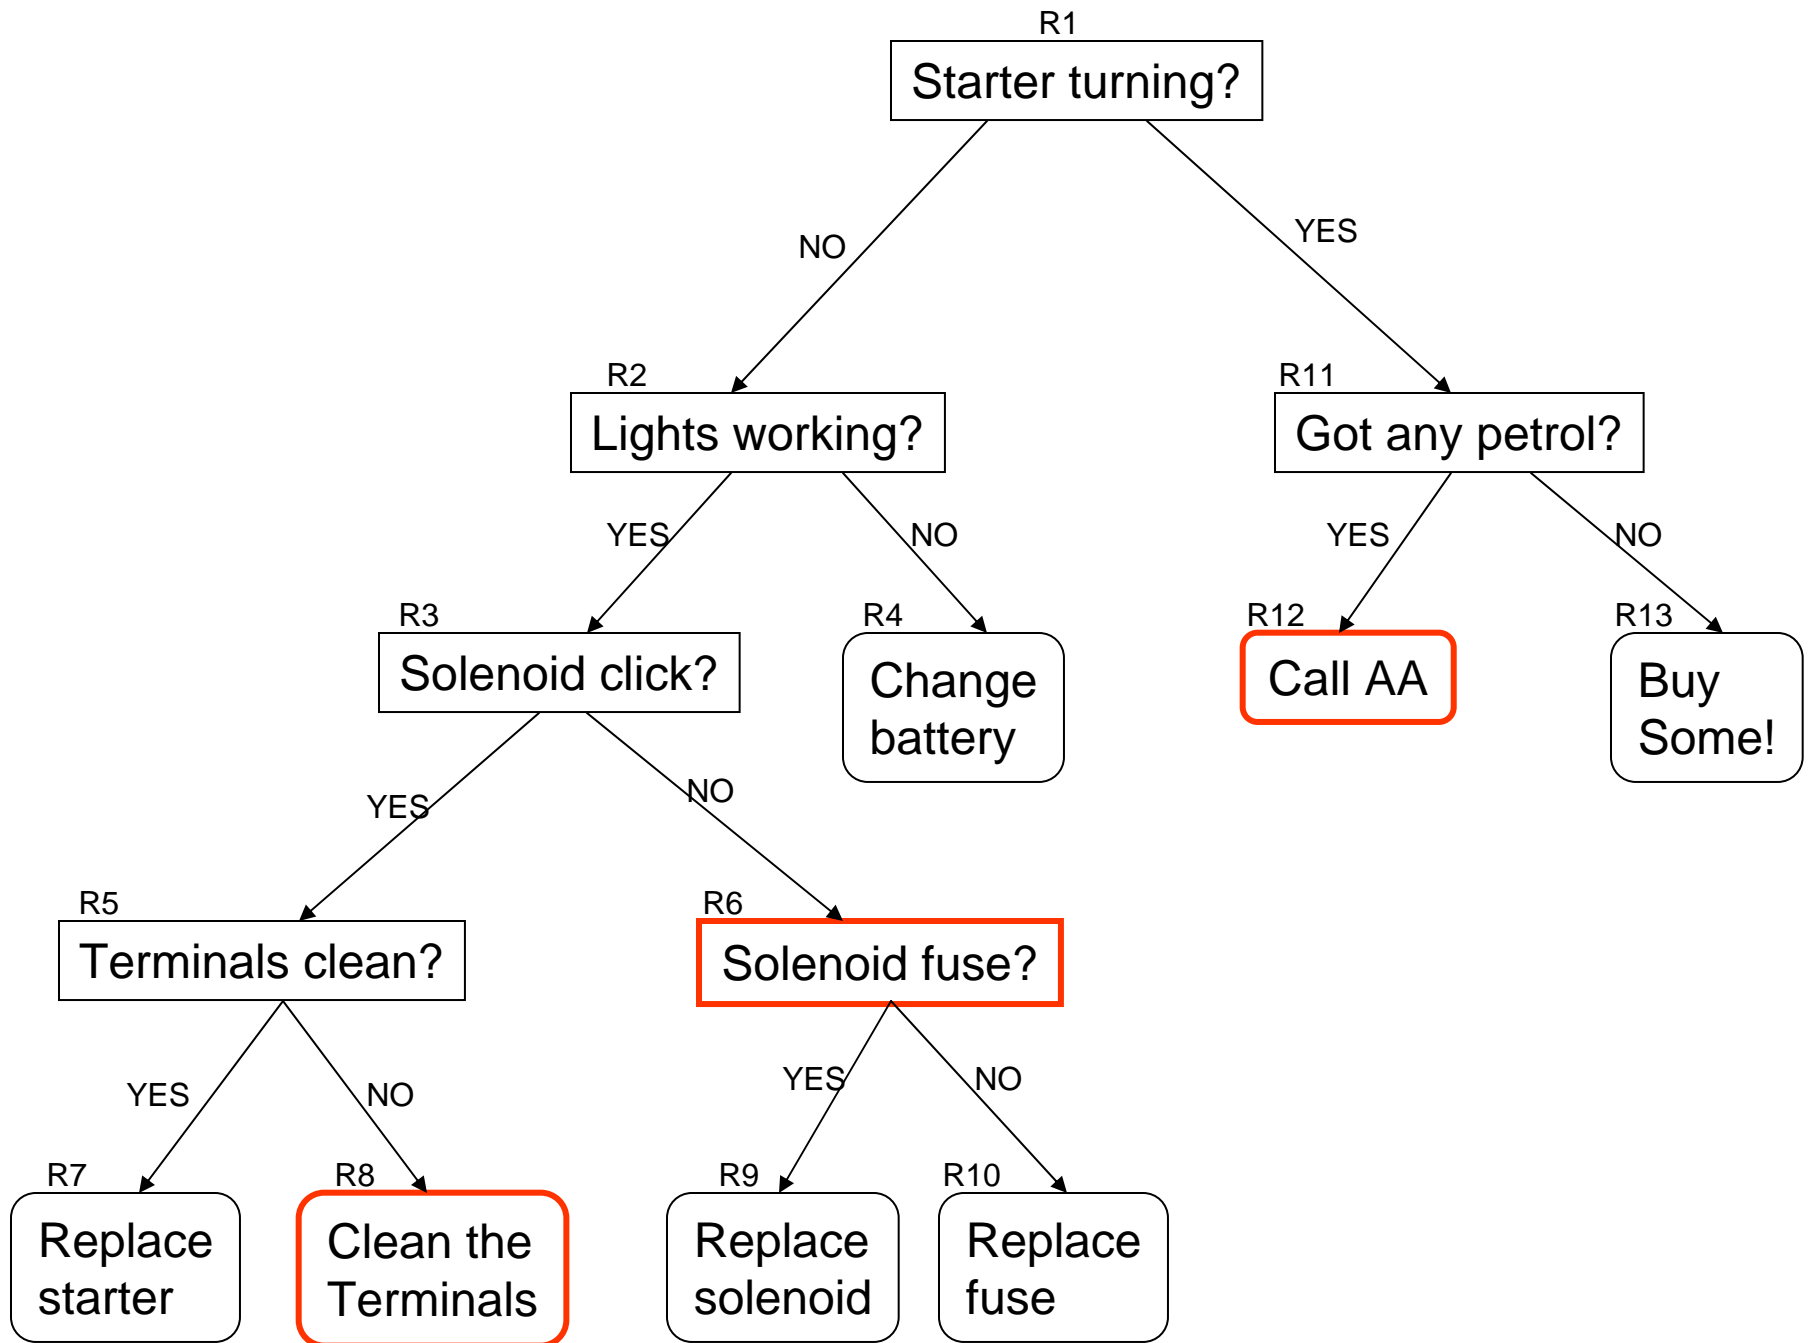 R1
Starter turning?
NO
YES
R2
Lights working?
R11
Got any petrol?
YES
NO
YES
NO
R3
Solenoid click?
R4
Change
battery
R12
Call AA
R13
Buy
Some!
YES
NO
R5
Terminals clean?
R6
Solenoid fuse?
YES
NO
YES
NO
R7
Replace
starter
R8
Clean the
Terminals
R9
Replace
solenoid
R10
Replace
fuse